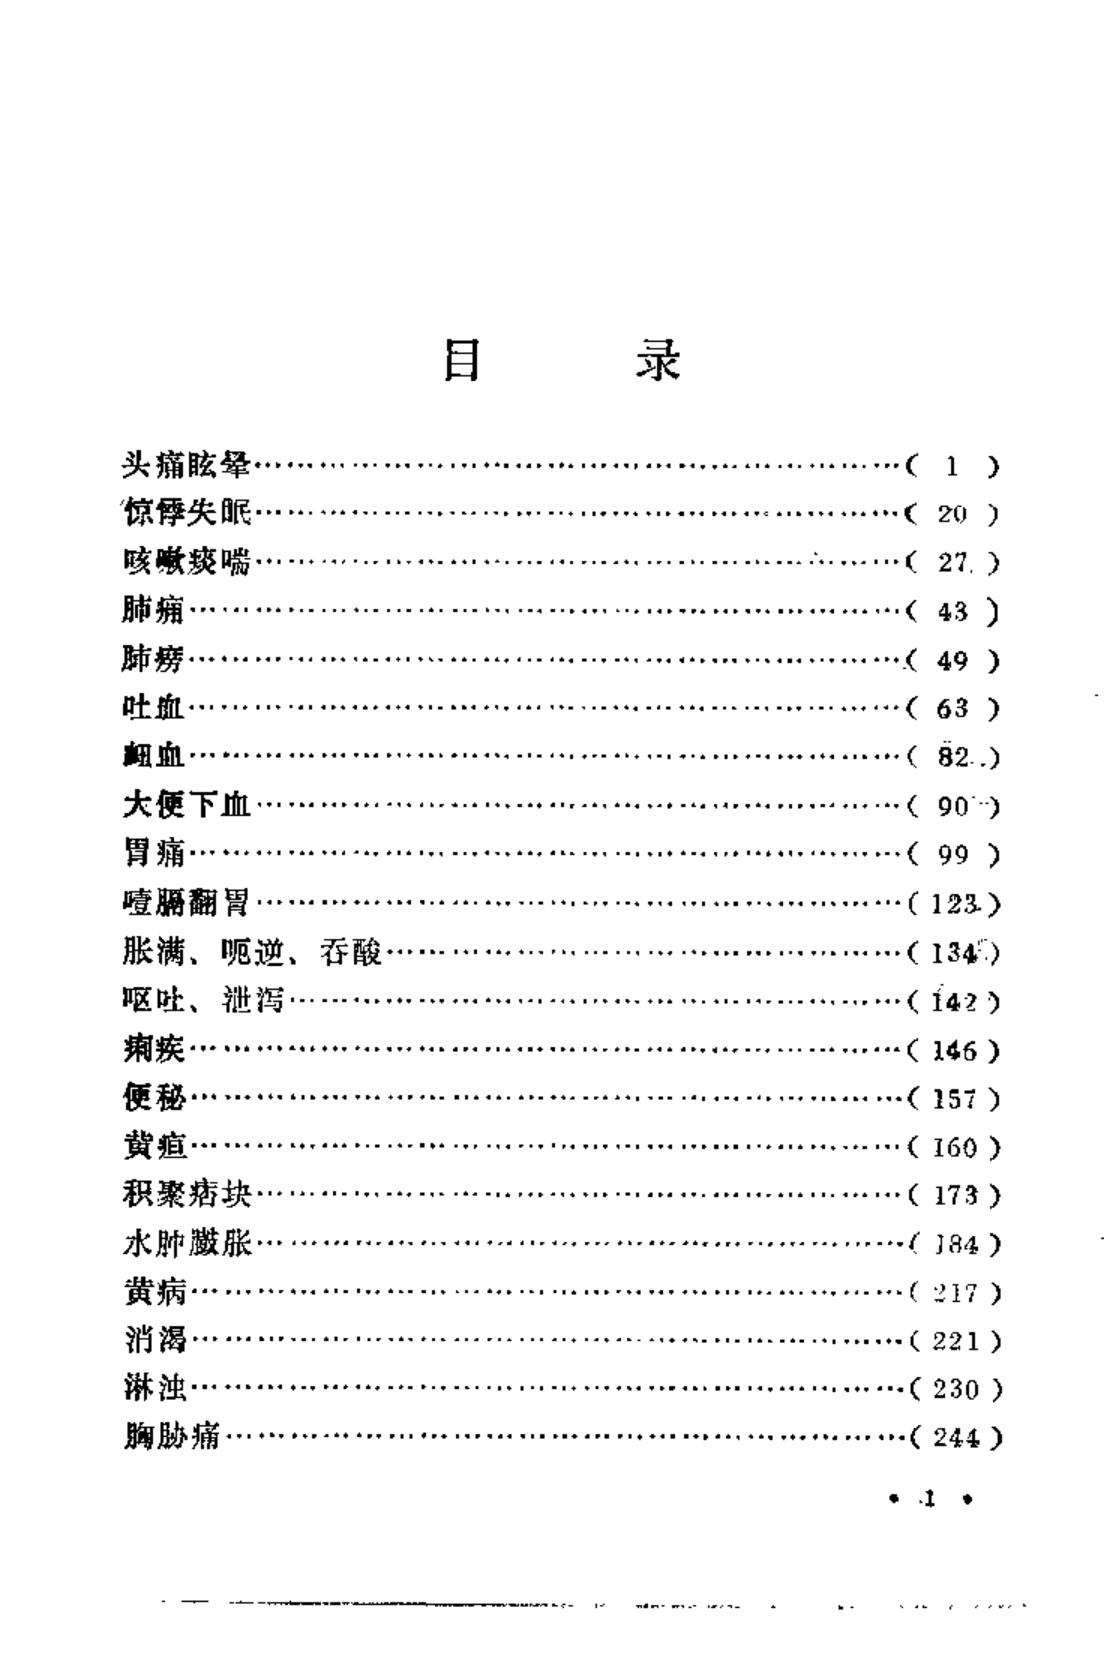 目 录
头痛眩晕……………………………………( 1 )
惊悸失眠……………………………………( 20 )
咳嗽痰喘……………………………………( 27 )
肺痈……………………………………( 43 )
肺痨……………………………………( 49 )
吐血……………………………………( 63 )
衄血……………………………………( 82 )
大便下血……………………………………( 90 )
胃痛……………………………………( 99 )
噎膈翻胃……………………………………( 123 )
胀满、呃逆、吞酸……………………………………( 134 )
呕吐、泄泻……………………………………( 142 )
痢疾……………………………………( 146 )
便秘……………………………………( 157 )
黄疸……………………………………( 160 )
积聚痞块……………………………………( 173 )
水肿臌胀……………………………………( 184 )
黄病……………………………………( 217 )
消渴……………………………………( 221 )
淋浊……………………………………( 230 )
胸胁痛……………………………………( 244 )
• 1 •